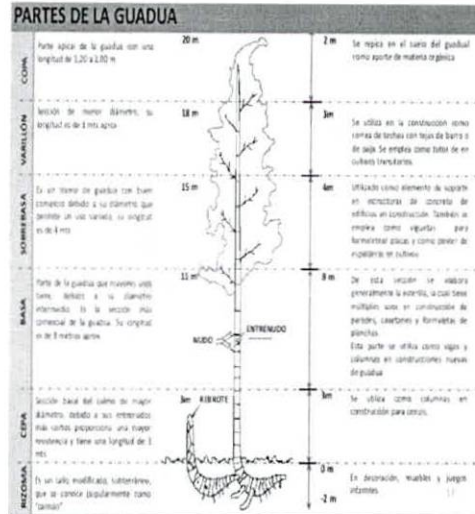 PARTES DE LA GUADUA
COPA
Parte apical de la guadua con una
longitud de 1,20 a 2,00 m
20 m
2 m
Se repica en el suelo del guadual
como aporte de materia orgánica
VARILLÓN
Sección de menor diámetro, su
longitud es de 3 mts aprox
18 m
3m
Se utiliza en la construcción como
correa de techos con tejas de barro o
de paja. Se emplea como tutor de en
cultivos transitorios.
SOBREBASA
Es un tramo de guadua con buen
comercio debido a su diámetro que
permite un uso variado, su longitud
es de 4 mts
15 m
4m
Utilizado como elemento de soporte
en estructuras de concreto de
edificios en construcción. También se
emplea como viguetas para
formaletear placas y como
en cultivos
BASA
Parte de la guadua que mayores usos
tiene, debido a su diámetro
intermedio. Es la sección más
comercial de la guadua. Su longitud
es de 8 metros aprox
11 m
NUDO
ENTRENUDO
8 m
De esta sección se elabora
generalmente la esterilla, la cual tiene
múltiples usos en construcción de
paredes, casetones y formaletas de
planchas
Esta parte se utiliza como vigas y
columnas en construcciones nuevas
de guadua
CEPA
Sección basal del culmo de mayor
diámetro, debido a sus entrenudos
más cortos proporciona una mayor
resistencia y tiene una longitud de 3
mts
3m
REBROTE
3m
Se utiliza como columnas en
construcción para cercos.
RIZOMA
Es un tallo modificado, subterráneo,
que se conoce popularmente como
"caimán"
0 m
-2 m
En decoración, muebles y juegos
infantiles